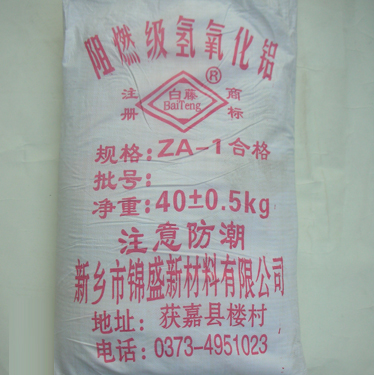 阻燃级氢氧化铝
®
注册 白藤 商标
BaiTeng
规格:ZA-1合格
批号:
净重:40±0.5kg
注意防潮
新乡市锦盛新材料有限公司
地址: 获嘉县楼村
电话: 0373-4951023